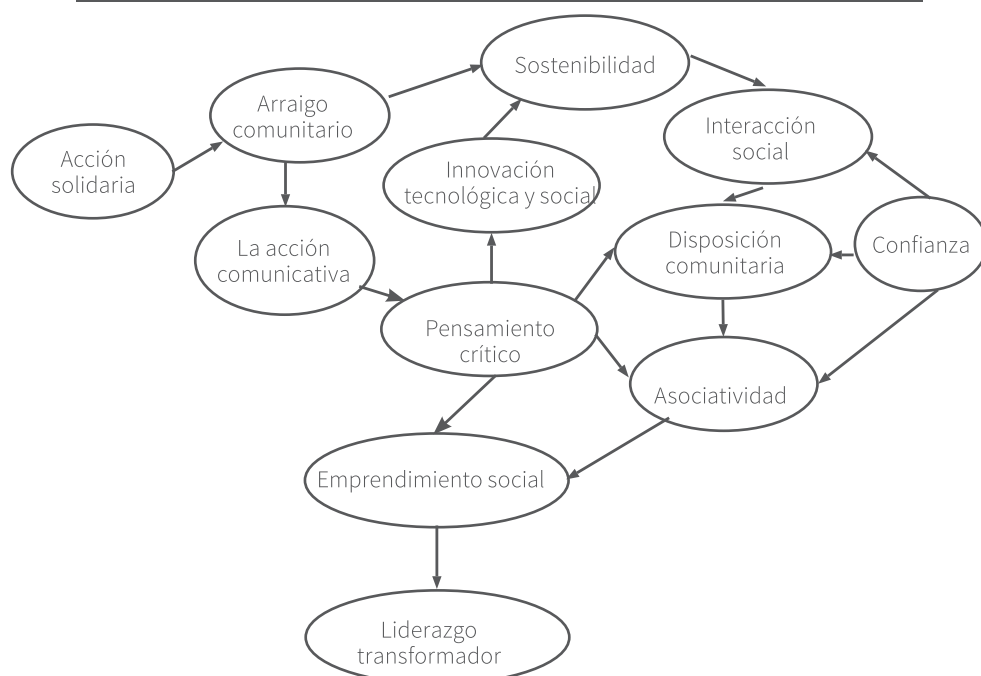 Sostenibilidad
Arraigo
comunitario
Interacción
social
Acción
solidaria
Innovación
tecnológica y social
La acción
comunicativa
Disposición
comunitaria
Confianza
Pensamiento
crítico
Asociatividad
Emprendimiento social
Liderazgo
transformador